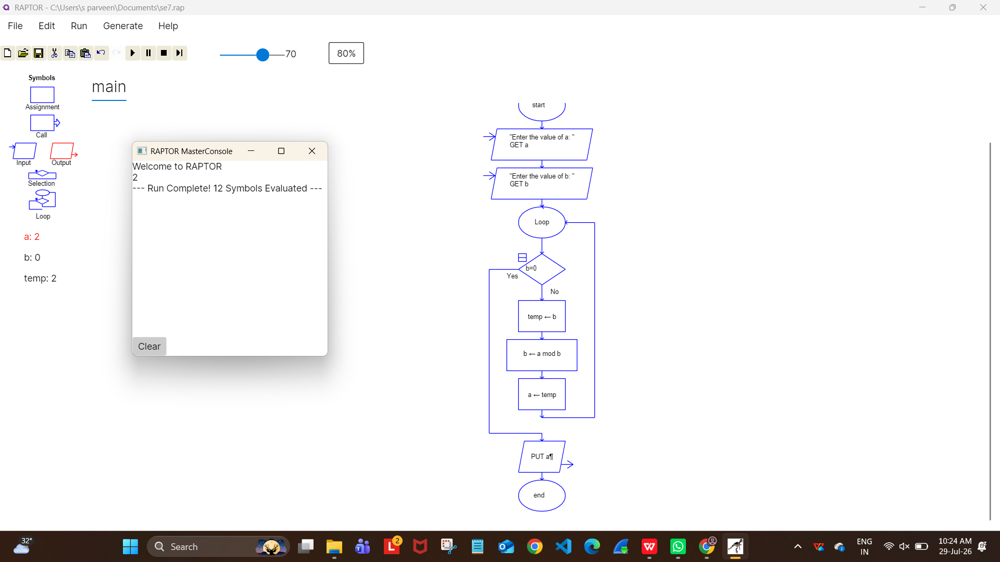 RAPTOR - C:\Users\s parveen\Documents\se7.rap
File Edit Run Generate Help
70
80%
Symbols
Assignment
Call
Input Output
Selection
Loop
a: 2
b: 0
temp: 2
main
RAPTOR MasterConsole
Welcome to RAPTOR
2
--- Run Complete! 12 Symbols Evaluated ---
Clear
start
"Enter the value of a: "
GET a
"Enter the value of b: "
GET b
Loop
b=0
Yes
No
temp ← b
b ← a mod b
a ← temp
PUT a¶
end
32°
Search
2
ENG
IN
10:24 AM
29-Jul-26